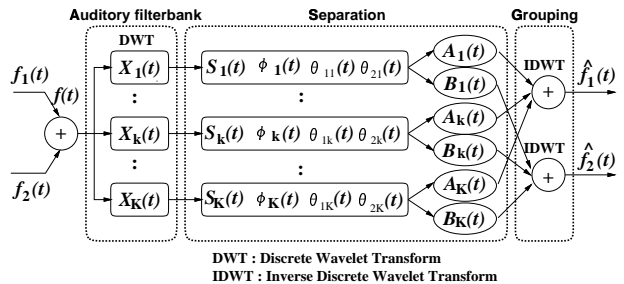 Auditory filterbank Separation Grouping
DWT
f1(t)
f(t)
f2(t)
+
X1(t)
:
Xk(t)
:
XK(t)
S1(t) φ1(t) θ11(t) θ21(t)
:
Sk(t) φk(t) θ1k(t) θ2k(t)
:
SK(t) φK(t) θ1K(t) θ2K(t)
A1(t)
B1(t)
Ak(t)
Bk(t)
AK(t)
BK(t)
IDWT
+
f̂1(t)
IDWT
+
f̂2(t)
DWT : Discrete Wavelet Transform
IDWT : Inverse Discrete Wavelet Transform